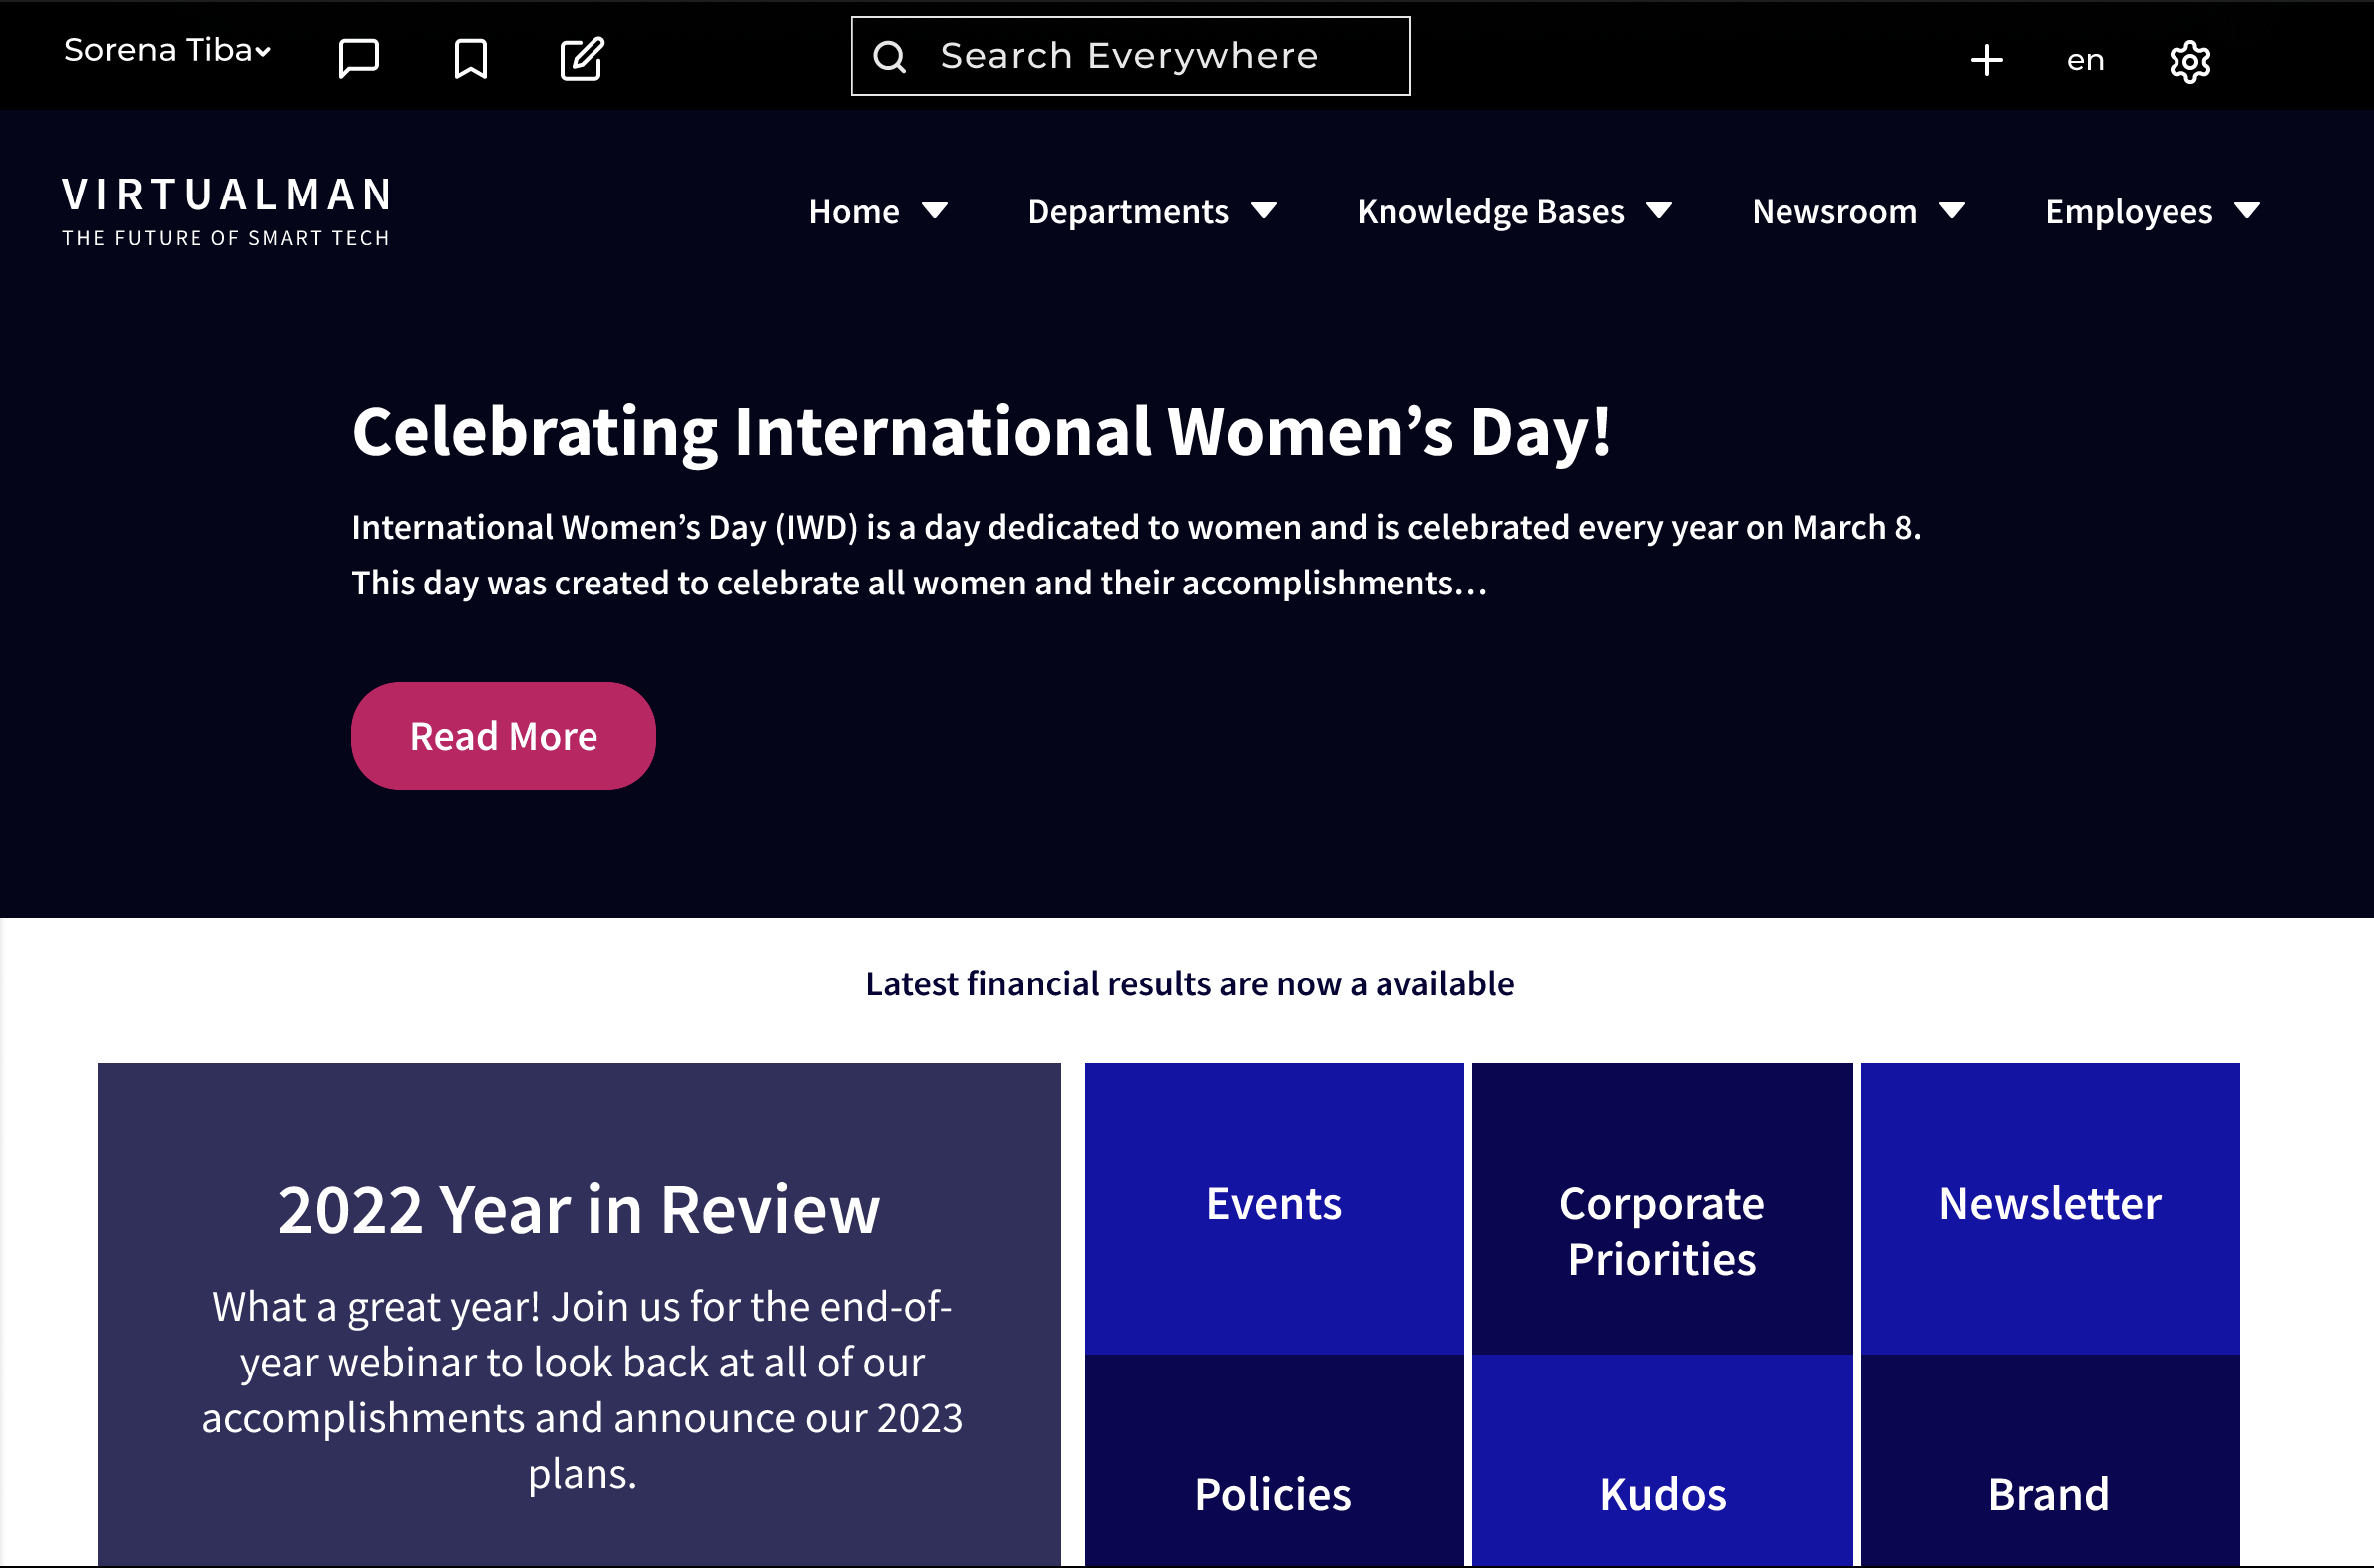 Sorena Tiba
Search Everywhere
en
VIRTUALMAN
THE FUTURE OF SMART TECH
Home
Departments
Knowledge Bases
Newsroom
Employees
Celebrating International Women’s Day!
International Women’s Day (IWD) is a day dedicated to women and is celebrated every year on March 8.
This day was created to celebrate all women and their accomplishments…
Read More
Latest financial results are now a available
2022 Year in Review
What a great year! Join us for the end-of-
year webinar to look back at all of our
accomplishments and announce our 2023
plans.
Events
Corporate
Priorities
Newsletter
Policies
Kudos
Brand